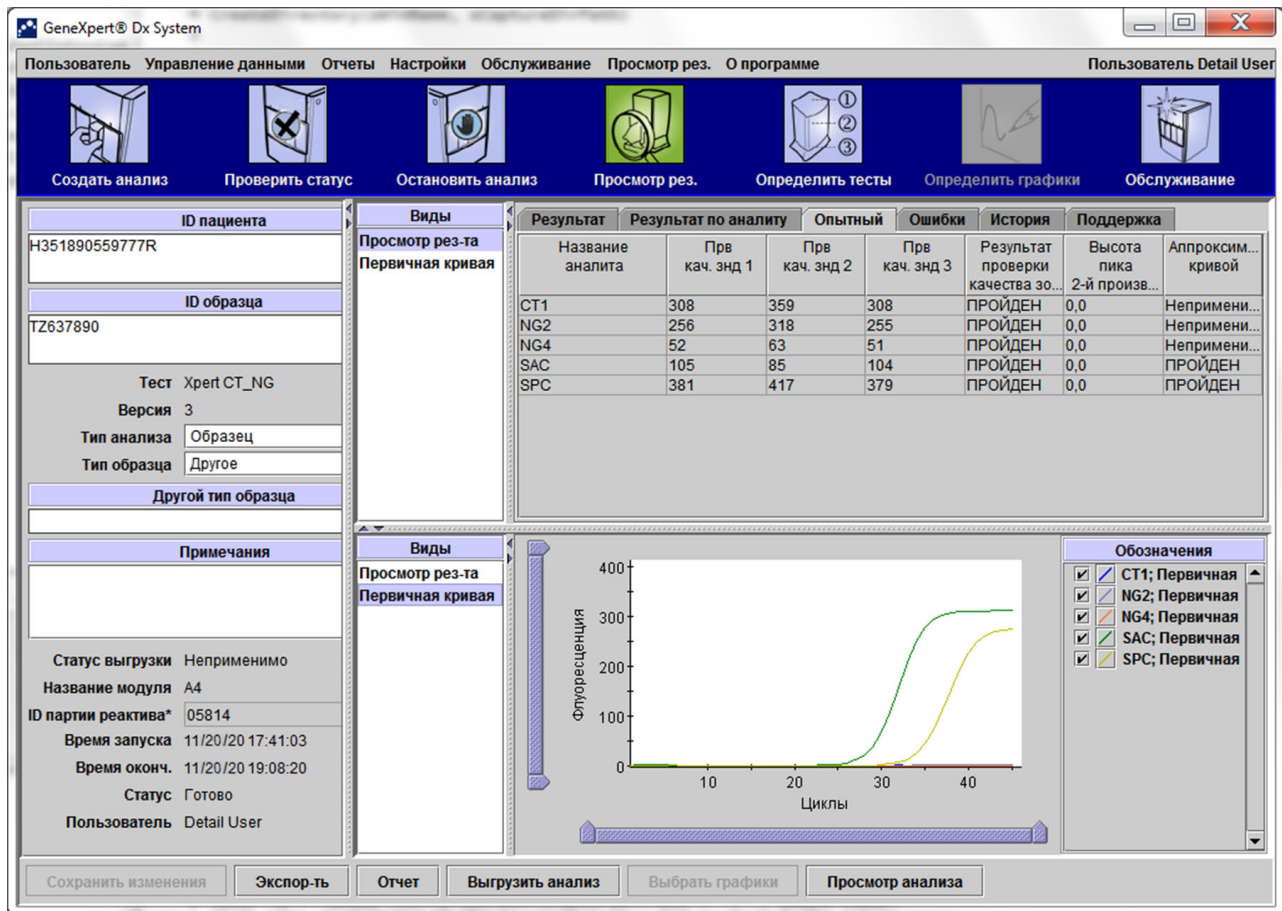 GeneXpert® Dx System
Пользователь Управление данными Отчеты Настройки Обслуживание Просмотр рез. О программе Пользователь Detail User
① ② ③
Создать анализ Проверить статус Остановить анализ Просмотр рез. Определить тесты Определить графики Обслуживание
ID пациента
H351890559777R
ID образца
TZ637890
Тест Xpert CT_NG
Версия 3
Тип анализа Образец
Тип образца Другое
Другой тип образца
Примечания
Статус выгрузки Неприменимо
Название модуля A4
ID партии реактива* 05814
Время запуска 11/20/20 17:41:03
Время оконч. 11/20/20 19:08:20
Статус Готово
Пользователь Detail User
Виды
Просмотр рез-та
Первичная кривая
Результат Результат по аналиту Опытный Ошибки История Поддержка
Название аналита Прв кач. знд 1 Прв кач. знд 2 Прв кач. знд 3 Результат проверки качества зо... Высота пика 2-й произв... Аппроксим... кривой
CT1 308 359 308 ПРОЙДЕН 0,0 Неприменим...
NG2 256 318 255 ПРОЙДЕН 0,0 Неприменим...
NG4 52 63 51 ПРОЙДЕН 0,0 Неприменим...
SAC 105 85 104 ПРОЙДЕН 0,0 ПРОЙДЕН
SPC 381 417 379 ПРОЙДЕН 0,0 ПРОЙДЕН
Виды
Просмотр рез-та
Первичная кривая
Флуоресценция
400
300
200
100
0
10 20 30 40
Циклы
Обозначения
CT1; Первичная
NG2; Первичная
NG4; Первичная
SAC; Первичная
SPC; Первичная
Сохранить изменения Экспор-ть Отчет Выгрузить анализ Выбрать графики Просмотр анализа